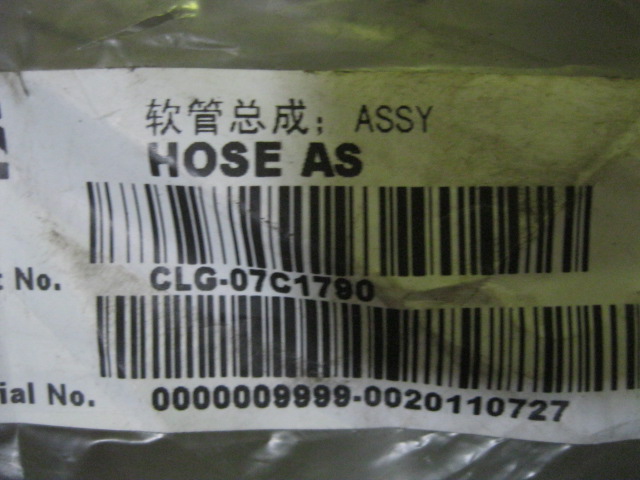 软管总成; ASSY
HOSE AS
t No. CLG-07C1790
ial No. 0000009999-0020110727